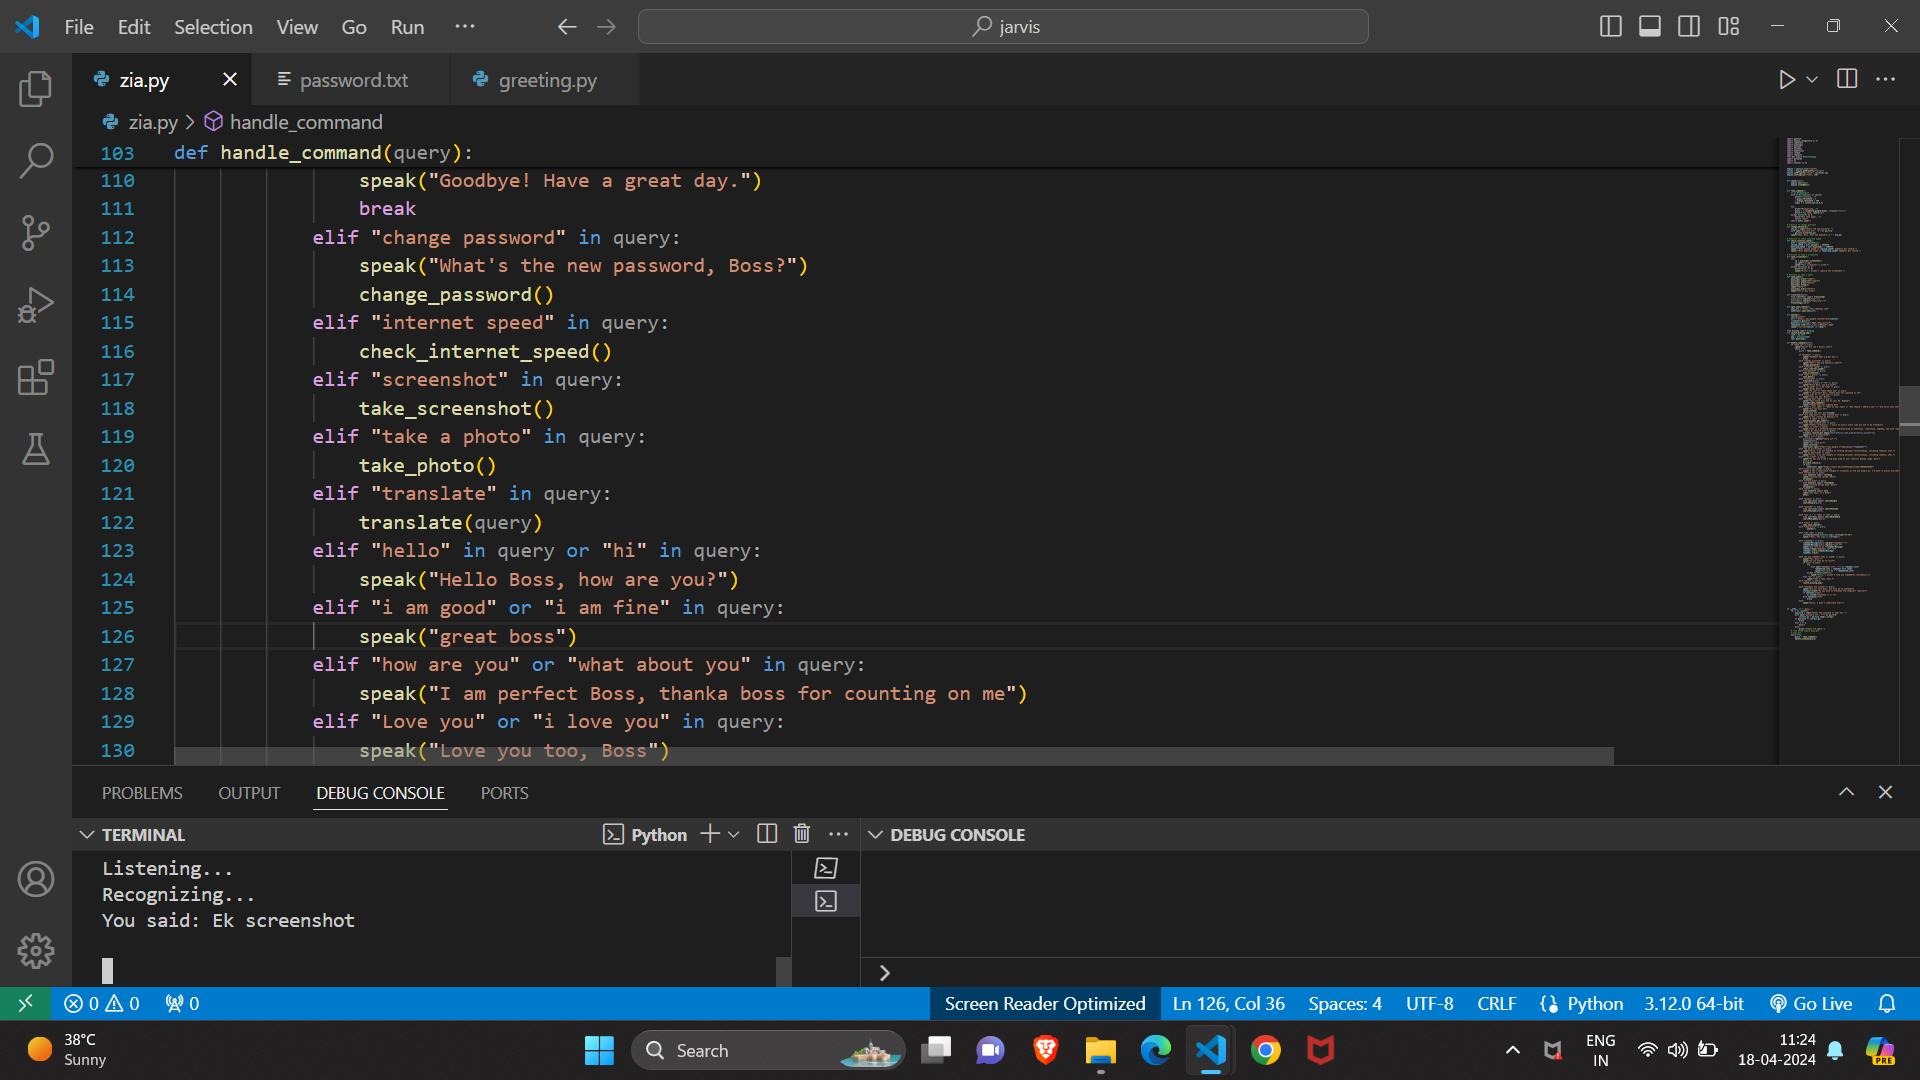 File Edit Selection View Go Run ...
jarvis
zia.py
password.txt
greeting.py
zia.py > handle_command
103 def handle_command(query):
110 speak("Goodbye! Have a great day.")
111 break
112 elif "change password" in query:
113 speak("What's the new password, Boss?")
114 change_password()
115 elif "internet speed" in query:
116 check_internet_speed()
117 elif "screenshot" in query:
118 take_screenshot()
119 elif "take a photo" in query:
120 take_photo()
121 elif "translate" in query:
122 translate(query)
123 elif "hello" in query or "hi" in query:
124 speak("Hello Boss, how are you?")
125 elif "i am good" or "i am fine" in query:
126 speak("great boss")
127 elif "how are you" or "what about you" in query:
128 speak("I am perfect Boss, thanka boss for counting on me")
129 elif "Love you" or "i love you" in query:
130 speak("Love you too, Boss")
PROBLEMS OUTPUT DEBUG CONSOLE PORTS
TERMINAL
Python
DEBUG CONSOLE
Listening...
Recognizing...
You said: Ek screenshot
0 0 0
Screen Reader Optimized Ln 126, Col 36 Spaces: 4 UTF-8 CRLF Python 3.12.0 64-bit Go Live
38°C
Sunny
Search
ENG
IN
11:24
18-04-2024
PRE